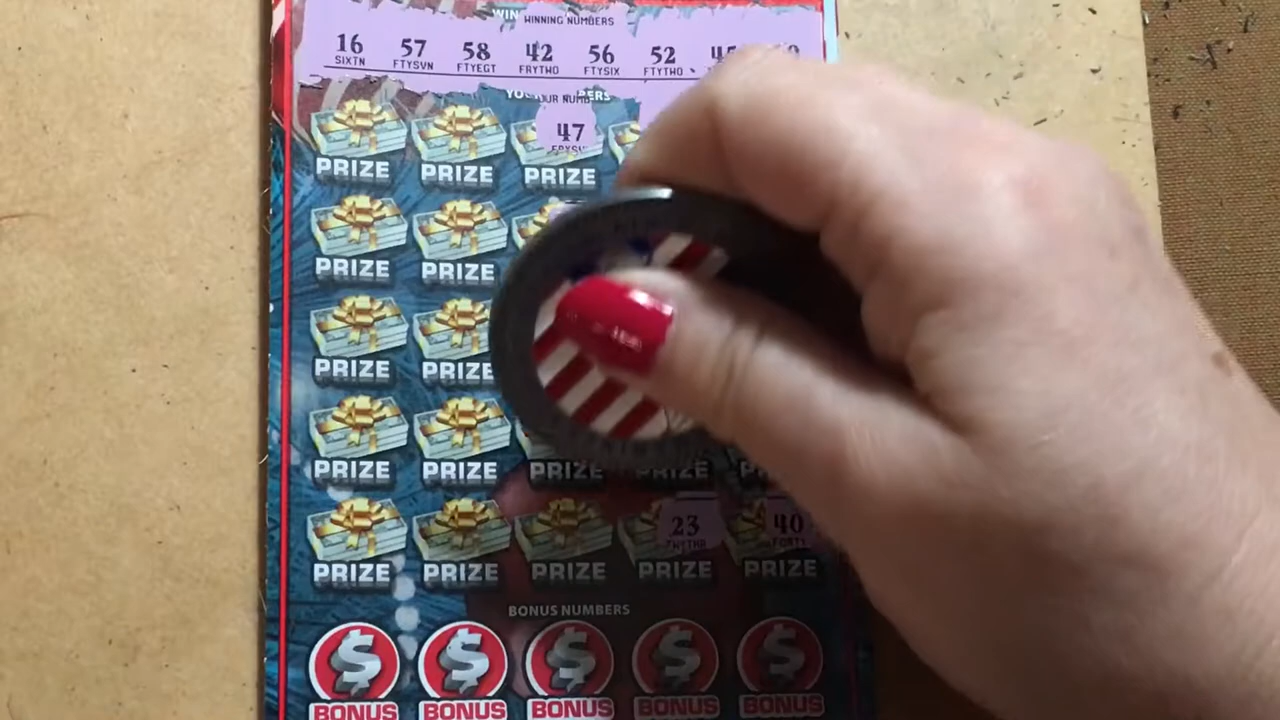 WINNING NUMBERS
16 57 58 42 56 52
SIXTN FTYSVN FTYEGT FRYTWO FTYSIX FTYTWO
47
PRIZE PRIZE PRIZE
PRIZE PRIZE
PRIZE PRIZE
PRIZE PRIZE PRIZE PRIZE
23 40
TWYTHR FORTY
PRIZE PRIZE PRIZE PRIZE PRIZE
BONUS NUMBERS
$ $ $ $ $
BONUS BONUS BONUS BONUS BONUS